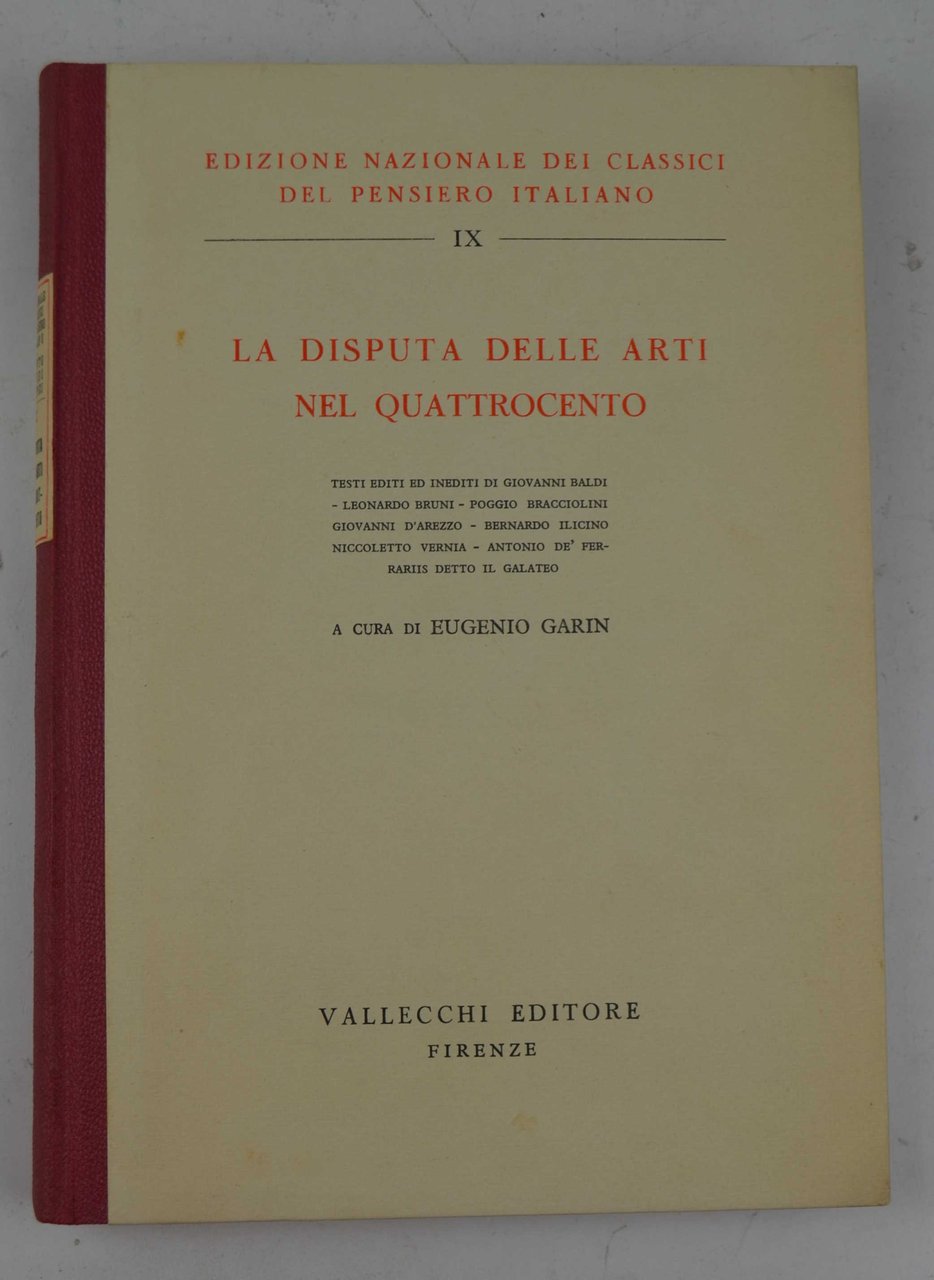 EDIZIONE NAZIONALE DEI CLASSICI
DEL PENSIERO ITALIANO
IX
LA DISPUTA DELLE ARTI
NEL QUATTROCENTO
TESTI EDITI ED INEDITI DI GIOVANNI BALDI
- LEONARDO BRUNI - POGGIO BRACCIOLINI
GIOVANNI D'AREZZO - BERNARDO ILICINO
NICCOLETTO VERNIA - ANTONIO DE' FER-
RARIIS DETTO IL GALATEO
A CURA DI EUGENIO GARIN
VALLECCHI EDITORE
FIRENZE